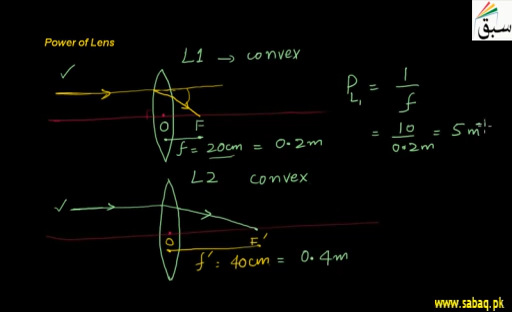 سبق
Power of Lens
L1 → convex
P_L₁ = 1/f
O F
f = 20cm = 0.2m
= 10/0.2m = 5m⁻¹
L2 convex
O F'
f': 40cm = 0.4m
www.sabaq.pk